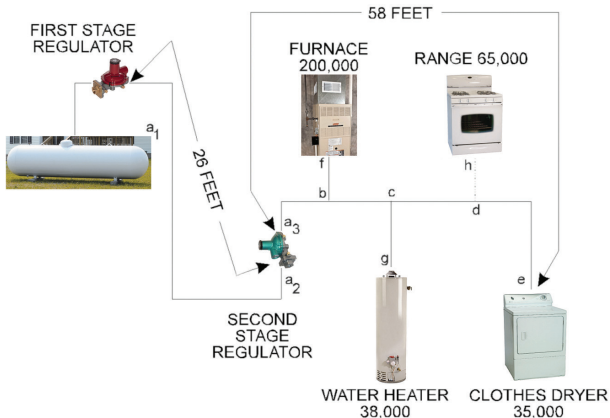 58 FEET
FIRST STAGE
REGULATOR
FURNACE
200,000
RANGE 65,000
a1
26 FEET
f
h
b
c
d
a3
g
e
a2
SECOND
STAGE
REGULATOR
WATER HEATER
38.000
CLOTHES DRYER
35.000